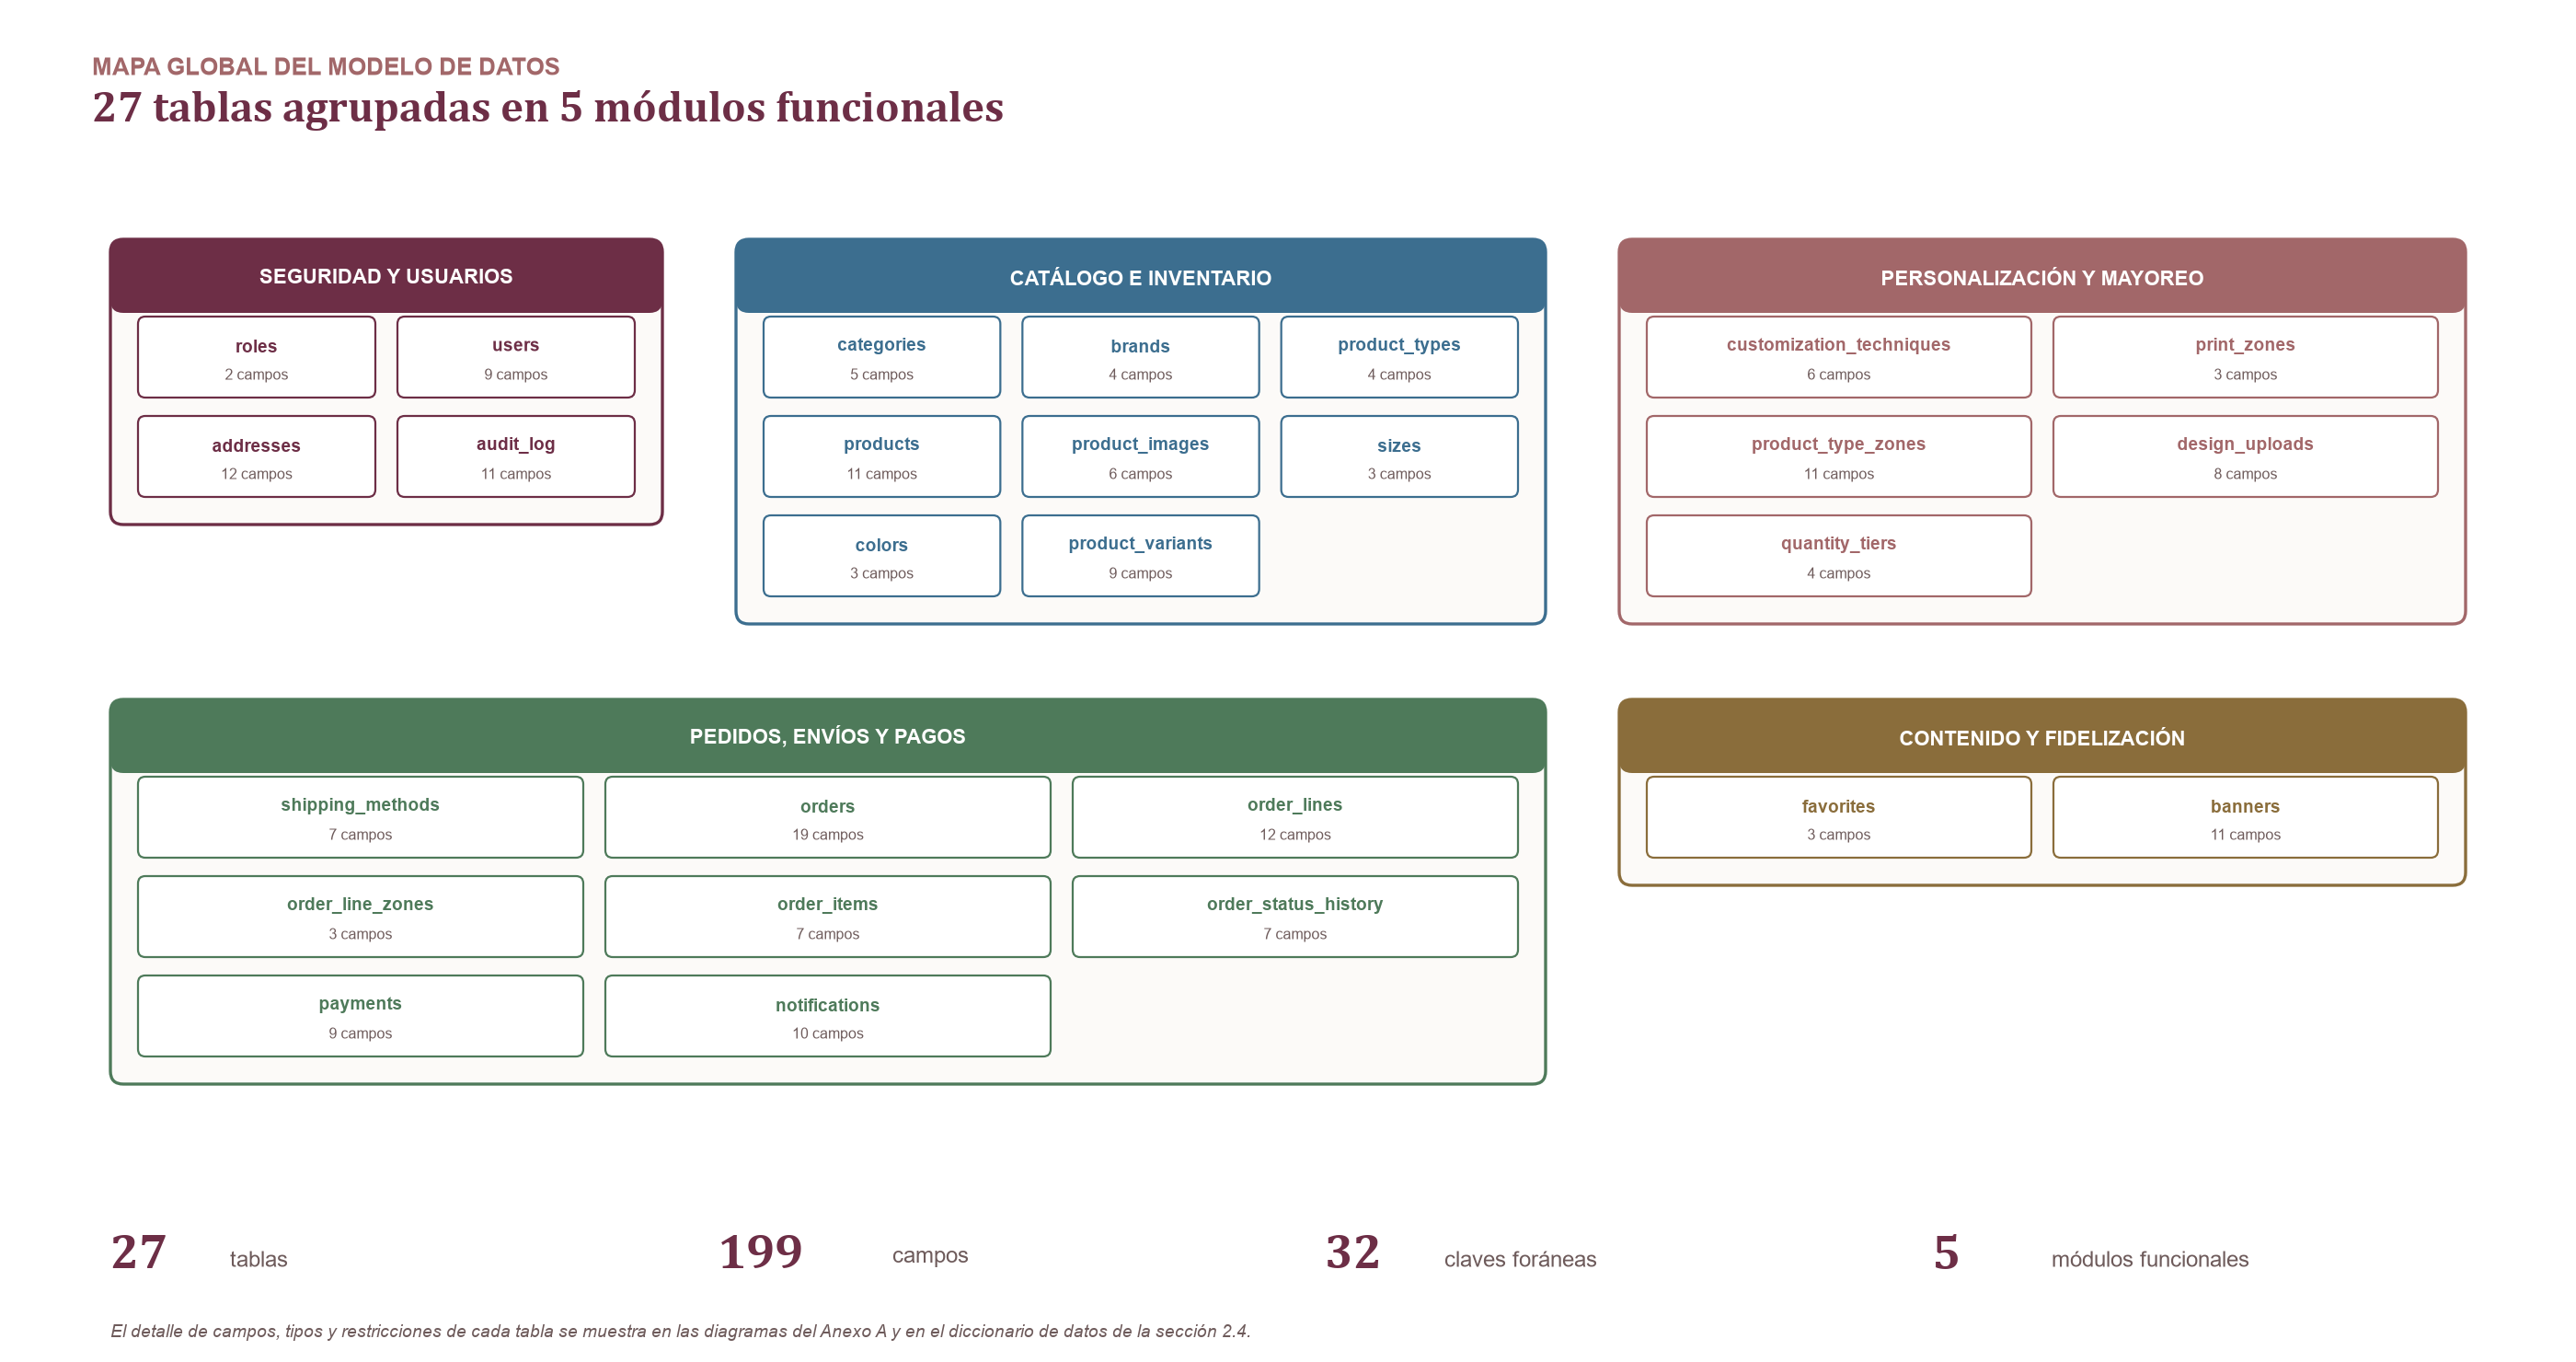 MAPA GLOBAL DEL MODELO DE DATOS
27 tablas agrupadas en 5 módulos funcionales
SEGURIDAD Y USUARIOS
roles
2 campos
users
9 campos
addresses
12 campos
audit_log
11 campos
CATÁLOGO E INVENTARIO
categories
5 campos
brands
4 campos
product_types
4 campos
products
11 campos
product_images
6 campos
sizes
3 campos
colors
3 campos
product_variants
9 campos
PERSONALIZACIÓN Y MAYOREO
customization_techniques
6 campos
print_zones
3 campos
product_type_zones
11 campos
design_uploads
8 campos
quantity_tiers
4 campos
PEDIDOS, ENVÍOS Y PAGOS
shipping_methods
7 campos
orders
19 campos
order_lines
12 campos
order_line_zones
3 campos
order_items
7 campos
order_status_history
7 campos
payments
9 campos
notifications
10 campos
CONTENIDO Y FIDELIZACIÓN
favorites
3 campos
banners
11 campos
27 tablas
199 campos
32 claves foráneas
5 módulos funcionales
El detalle de campos, tipos y restricciones de cada tabla se muestra en las diagramas del Anexo A y en el diccionario de datos de la sección 2.4.